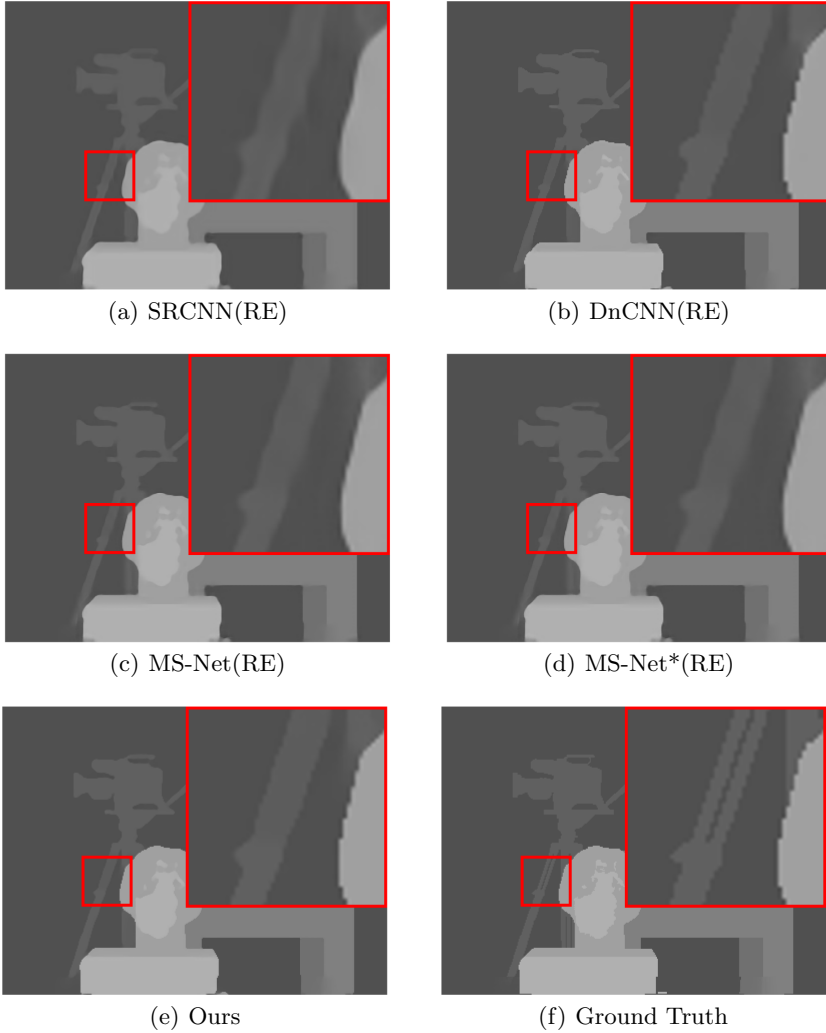 (a) SRCNN(RE)
(b) DnCNN(RE)
(c) MS-Net(RE)
(d) MS-Net*(RE)
(e) Ours
(f) Ground Truth